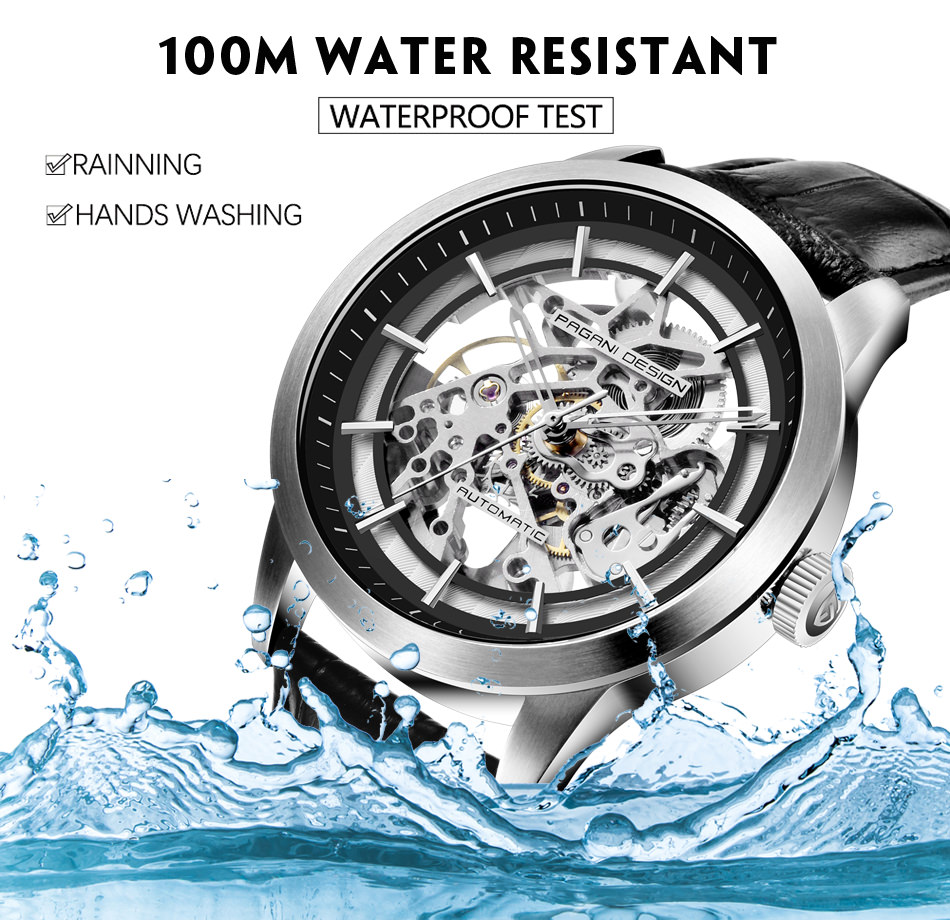 100M WATER RESISTANT
WATERPROOF TEST
RAINNING
HANDS WASHING
PAGANI DESIGN
AUTOMATIC